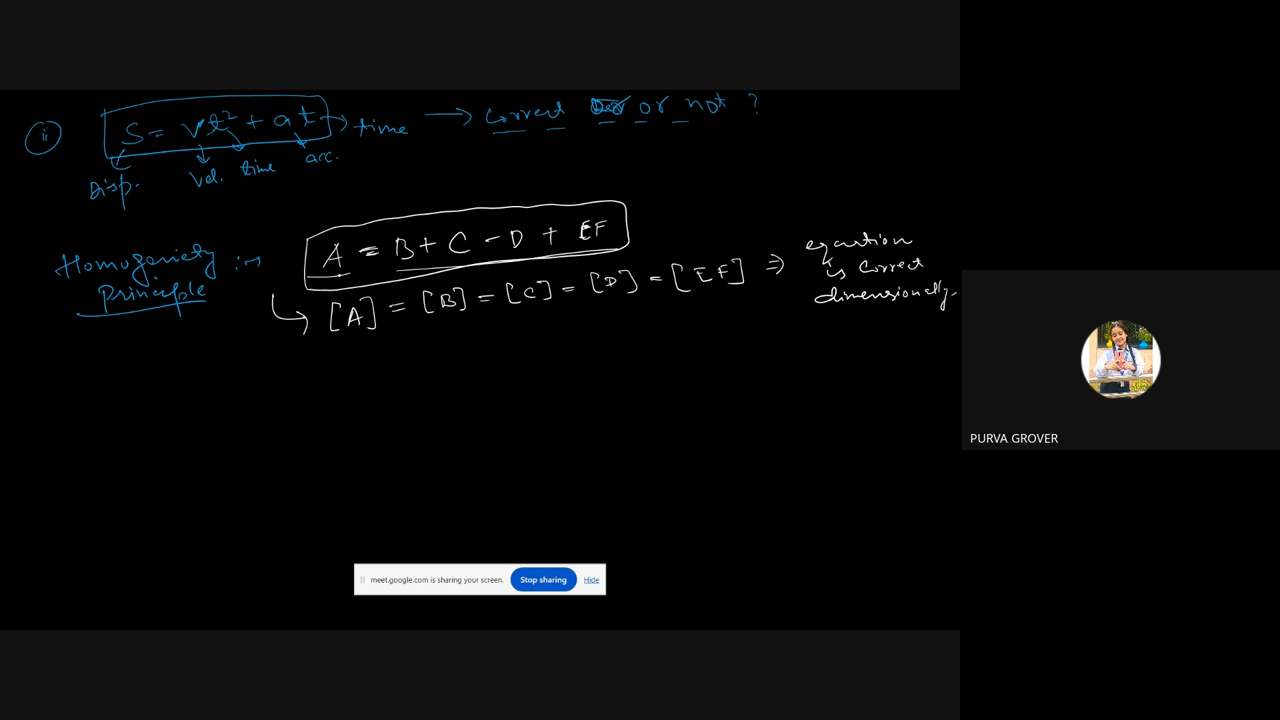 (ii) S = vt² + at → time → Correct or not ?
Disp. Vel. time acc.
Homogeniety Principle :→ A = B + C - D + EF
[A] = [B] = [C] = [D] = [EF] ⇒ equation is correct dimensionally.
PURVA GROVER
meet.google.com is sharing your screen. Stop sharing Hide